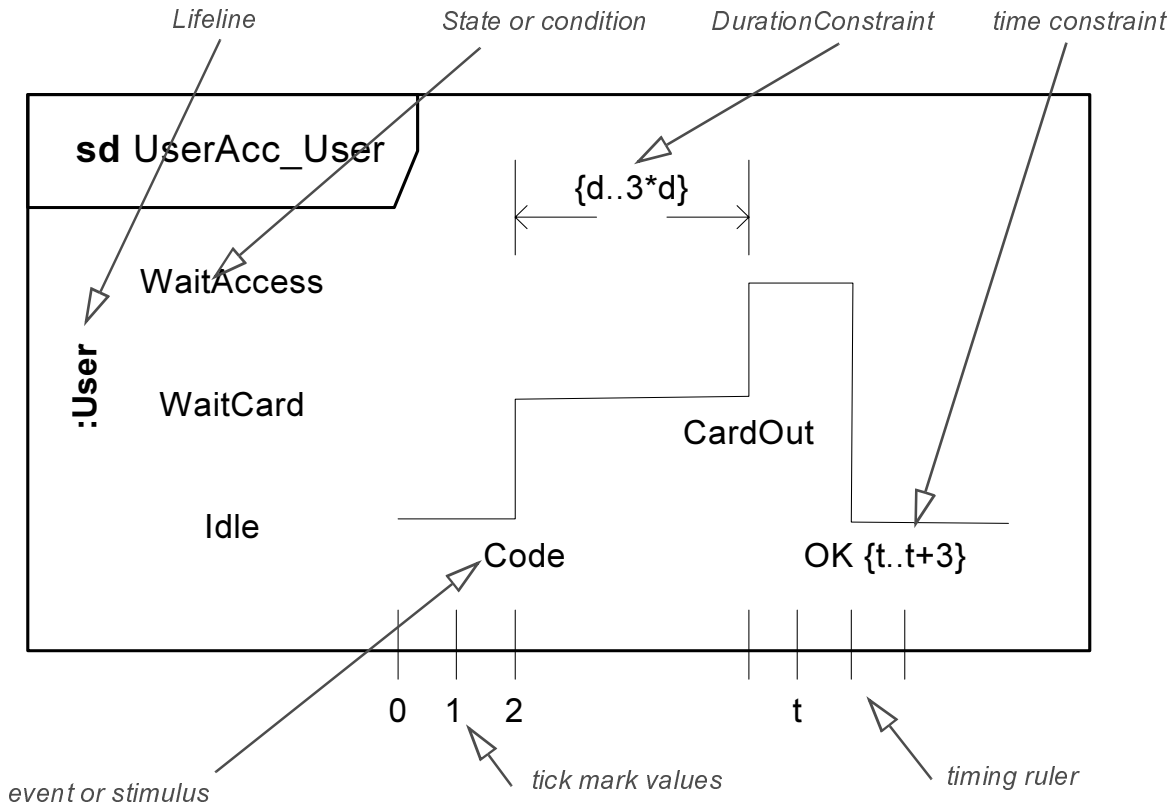 Lifeline
State or condition
DurationConstraint
time constraint
sd UserAcc_User
{d..3*d}
WaitAccess
:User
WaitCard
CardOut
Idle
Code
OK {t..t+3}
0 1 2 t
event or stimulus
tick mark values
timing ruler